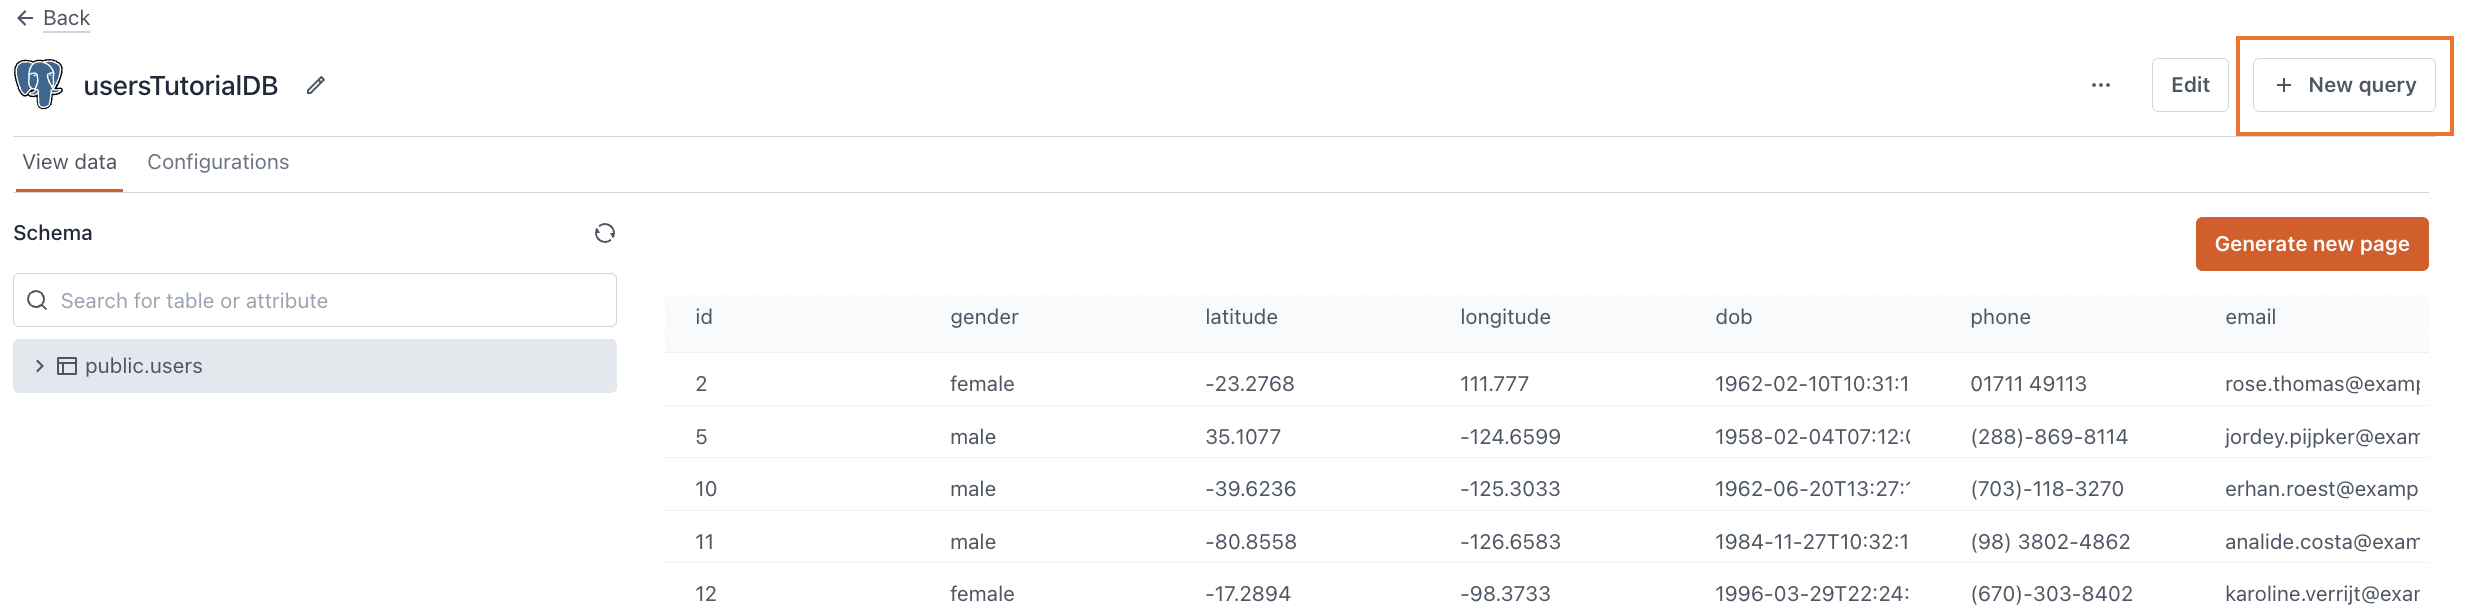 Back
usersTutorialDB
Edit
New query
View data Configurations
Schema
Generate new page
Search for table or attribute
public.users
id gender latitude longitude dob phone email
2 female -23.2768 111.777 1962-02-10T10:31:1 01711 49113 rose.thomas@examp
5 male 35.1077 -124.6599 1958-02-04T07:12: (288)-869-8114 jordey.pijpker@exam
10 male -39.6236 -125.3033 1962-06-20T13:27: (703)-118-3270 erhan.roest@examp
11 male -80.8558 -126.6583 1984-11-27T10:32:1 (98) 3802-4862 analide.costa@exam
12 female -17.2894 -98.3733 1996-03-29T22:24: (670)-303-8402 karoline.verrijt@exa